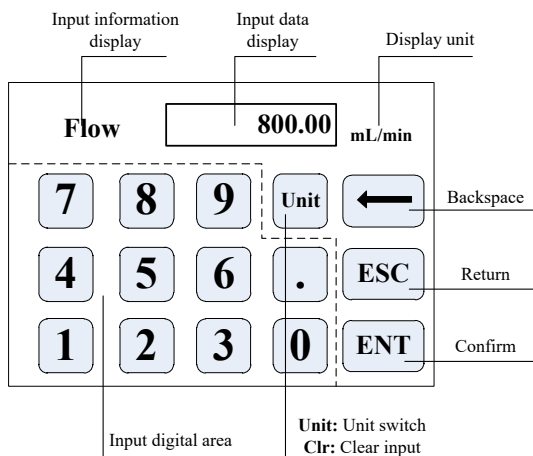 Input information
display
Input data
display
Display unit
Flow
800.00
mL/min
7 8 9 Unit
Backspace
4 5 6 . ESC
Return
1 2 3 0 ENT
Confirm
Input digital area
Unit: Unit switch
Clr: Clear input